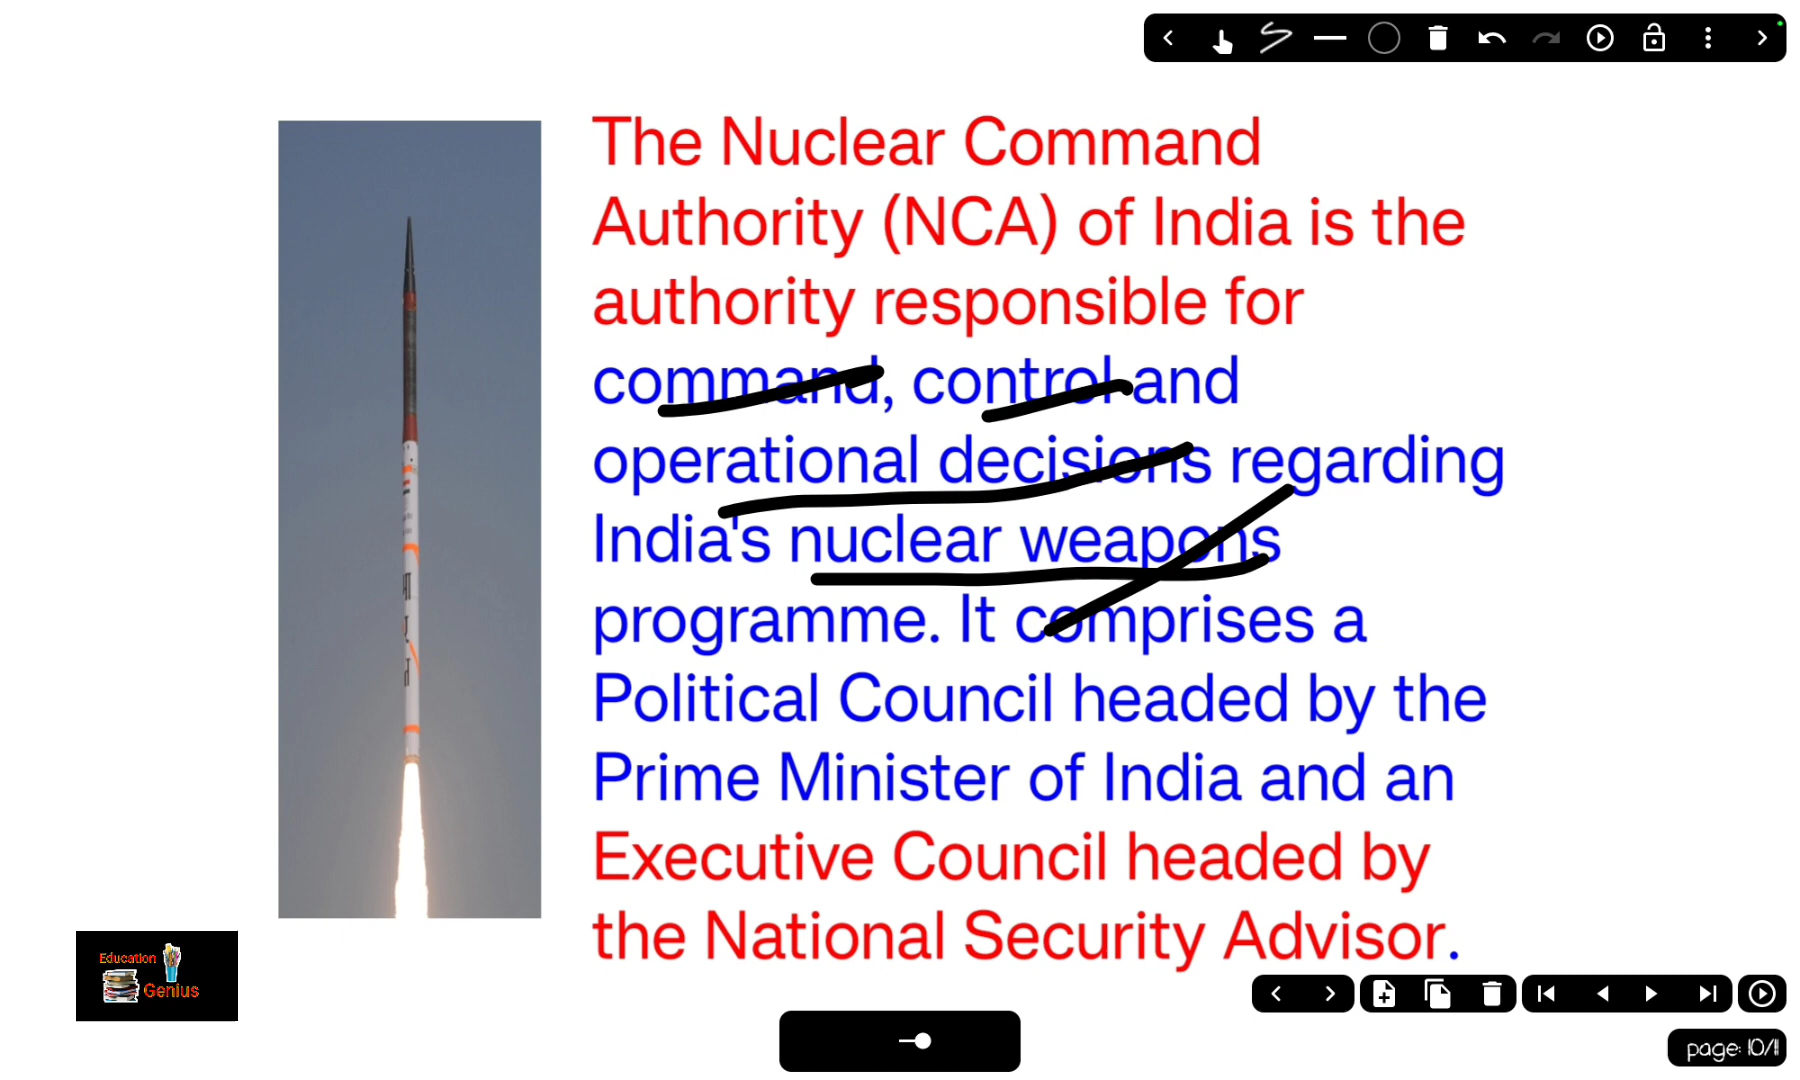 The Nuclear Command
Authority (NCA) of India is the
authority responsible for
command, control and
operational decisions regarding
India's nuclear weapons
programme. It comprises a
Political Council headed by the
Prime Minister of India and an
Executive Council headed by
the National Security Advisor.
Education
Genius
page: 10/11